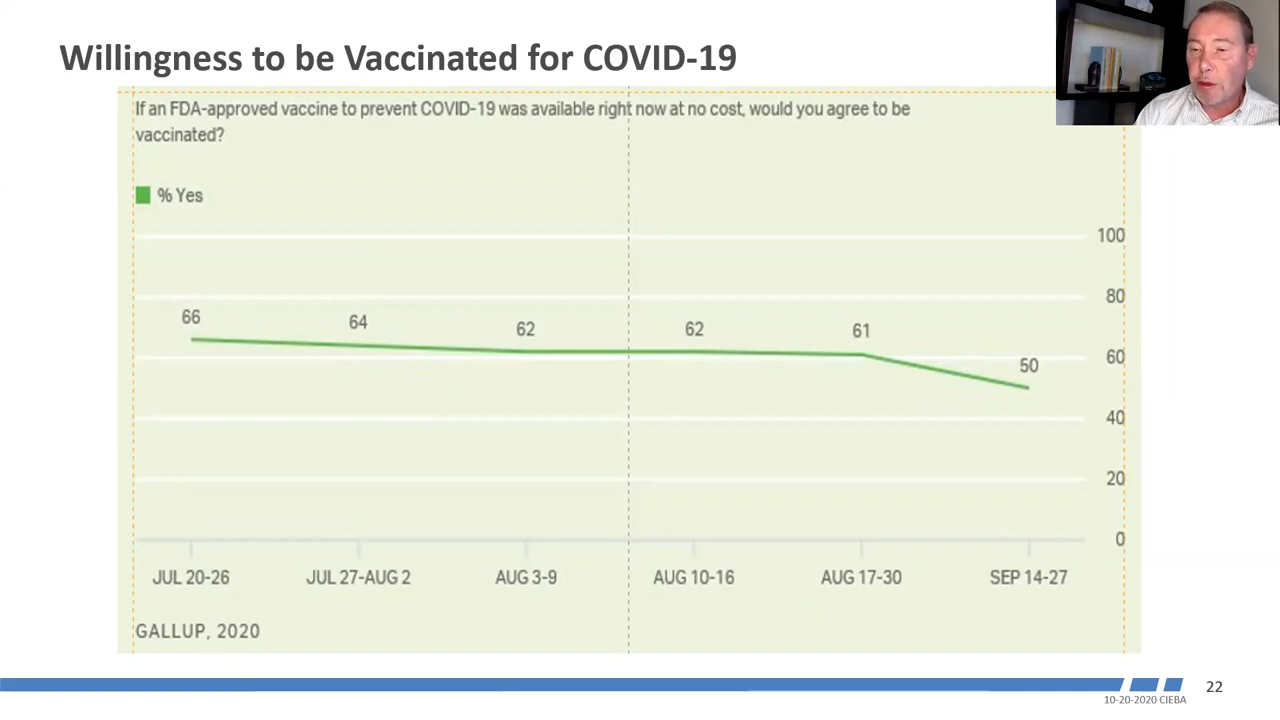 Willingness to be Vaccinated for COVID-19
If an FDA-approved vaccine to prevent COVID-19 was available right now at no cost, would you agree to be
vaccinated?
% Yes
100
80
60
40
20
0
66
64
62
62
61
50
JUL 20-26
JUL 27-AUG 2
AUG 3-9
AUG 10-16
AUG 17-30
SEP 14-27
GALLUP, 2020
22
10-20-2020 CIEBA